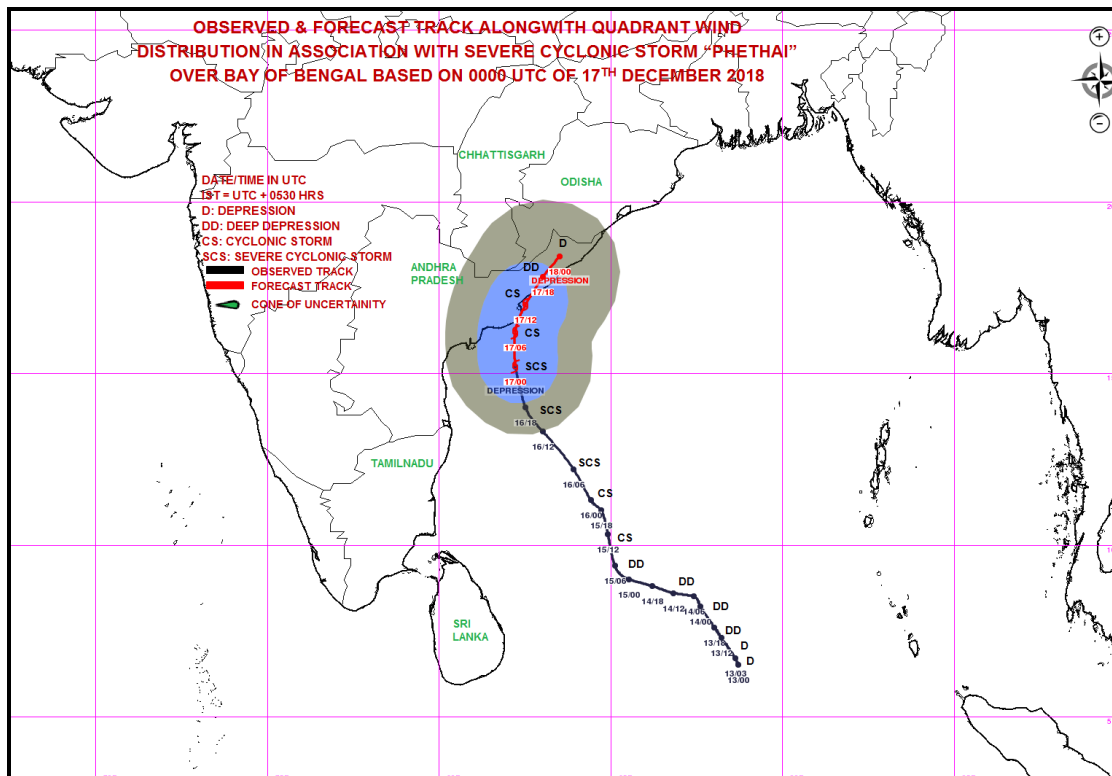 OBSERVED & FORECAST TRACK ALONGWITH QUADRANT WIND
DISTRIBUTION IN ASSOCIATION WITH SEVERE CYCLONIC STORM “PHETHAI”
OVER BAY OF BENGAL BASED ON 0000 UTC OF 17TH DECEMBER 2018
+
−
CHHATTISGARH
ODISHA
DATE/TIME IN UTC
IST = UTC + 0530 HRS
D: DEPRESSION
DD: DEEP DEPRESSION
CS: CYCLONIC STORM
SCS: SEVERE CYCLONIC STORM
OBSERVED TRACK
FORECAST TRACK
CONE OF UNCERTAINITY
ANDHRA
PRADESH
D
DD
18/00
DEPRESSION
17/18
CS
17/12
CS
17/06
SCS
17/00
DEPRESSION
SCS
16/18
16/12
TAMILNADU
SCS
16/06
CS
16/00
15/18
CS
15/12
DD
15/06
15/00
DD
14/18
14/12
14/06
DD
14/00
DD
13/18
D
13/12
D
13/03
13/00
SRI
LANKA